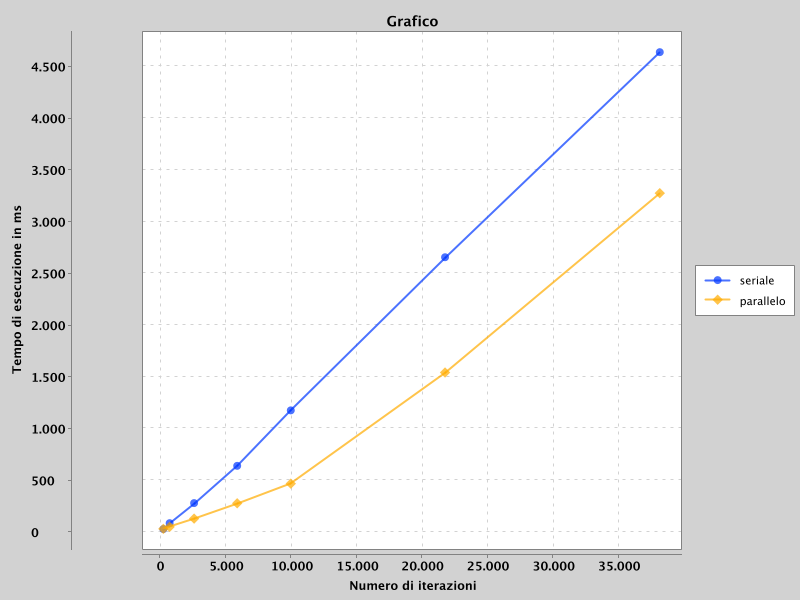 Grafico
Tempo di esecuzione in ms
4.500
4.000
3.500
3.000
2.500
2.000
1.500
1.000
500
0
0 5.000 10.000 15.000 20.000 25.000 30.000 35.000
Numero di iterazioni
seriale
parallelo